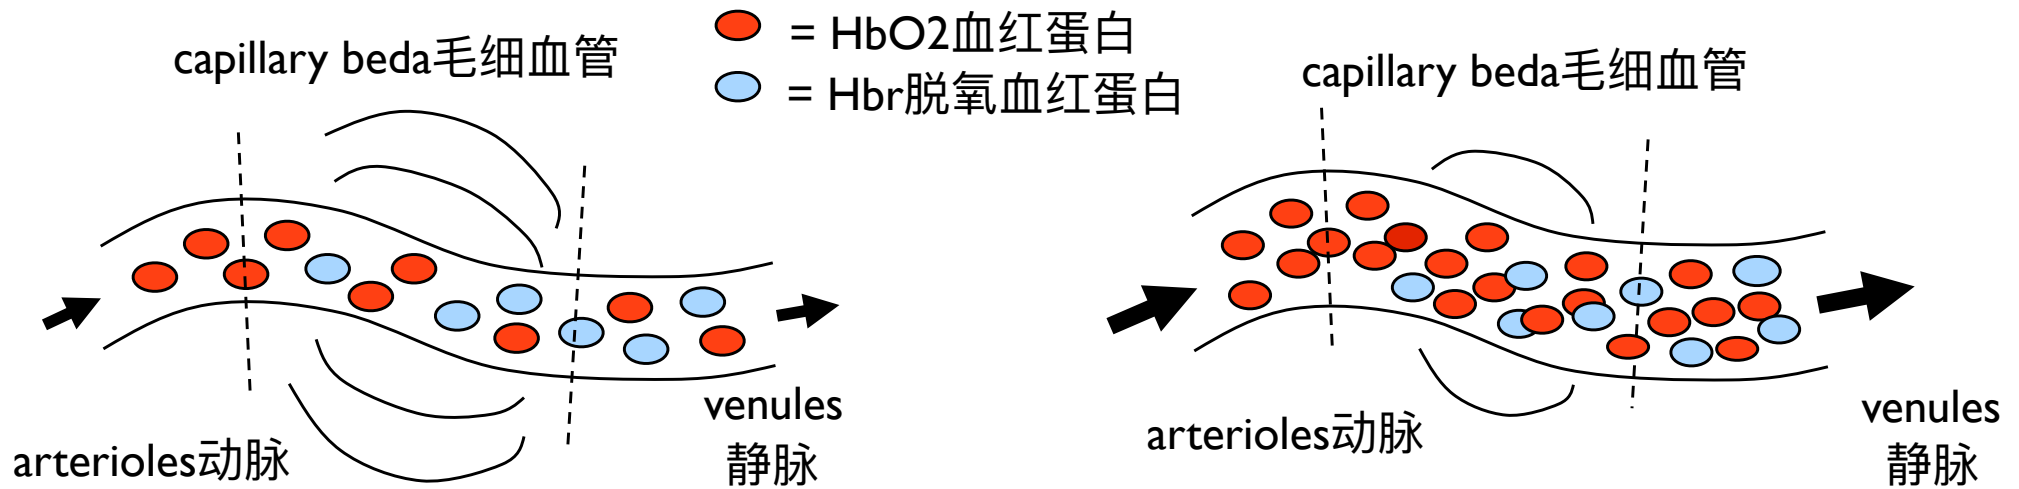 capillary beda毛细血管
= HbO2血红蛋白
= Hbr脱氧血红蛋白
capillary beda毛细血管
arterioles动脉
venules
静脉
arterioles动脉
venules
静脉